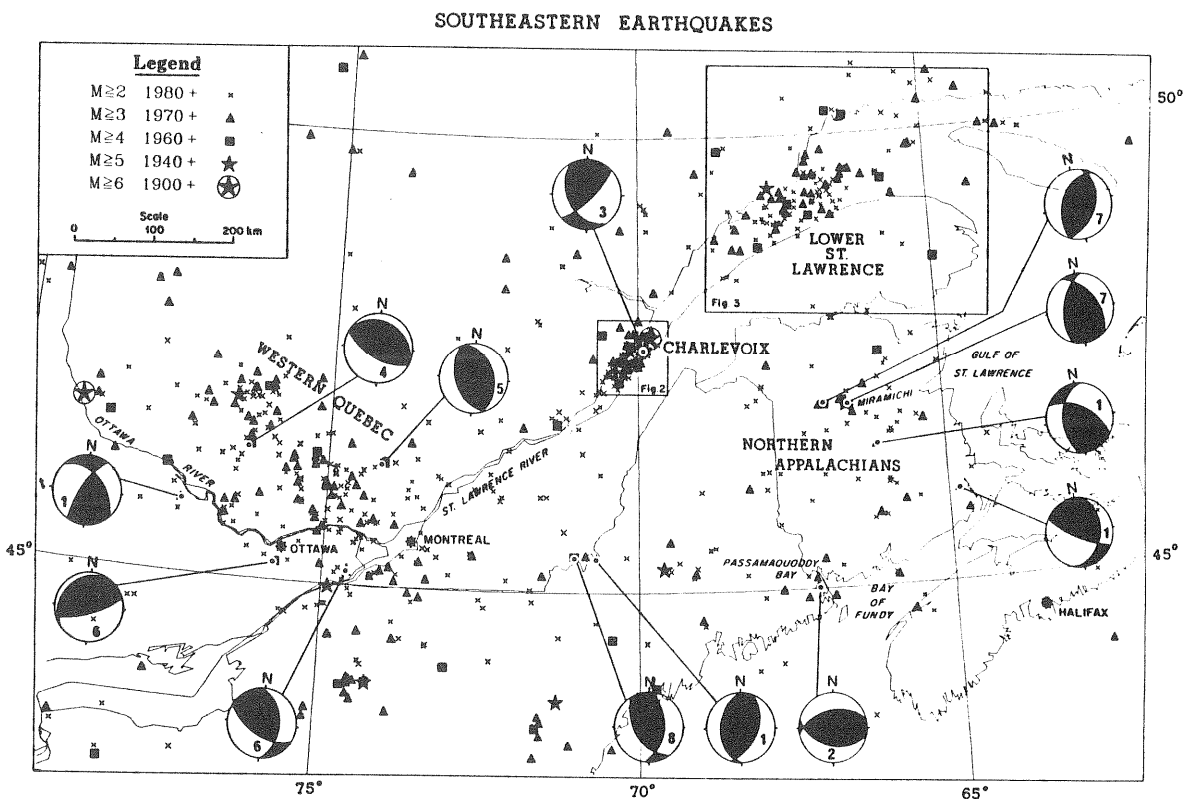 SOUTHEASTERN EARTHQUAKES
Legend
M≧2 1980 +
M≧3 1970 +
M≧4 1960 +
M≧5 1940 +
M≧6 1900 +
Scale
0 100 200 km
50°
N
3
N
7
LOWER
ST.
LAWRENCE
Fig 3
N
7
N
4
N
5
WESTERN QUEBEC
CHARLEVOIX
Fig 2
GULF OF
ST. LAWRENCE
MIRAMICHI
N
1
OTTAWA
RIVER
NORTHERN
APPALACHIANS
N
1
ST. LAWRENCE RIVER
N
1
45°
OTTAWA
MONTREAL
45°
PASSAMAQUODDY
BAY
BAY
OF
FUNDY
HALIFAX
N
6
N
6
N
8
N
1
N
2
75°
70°
65°